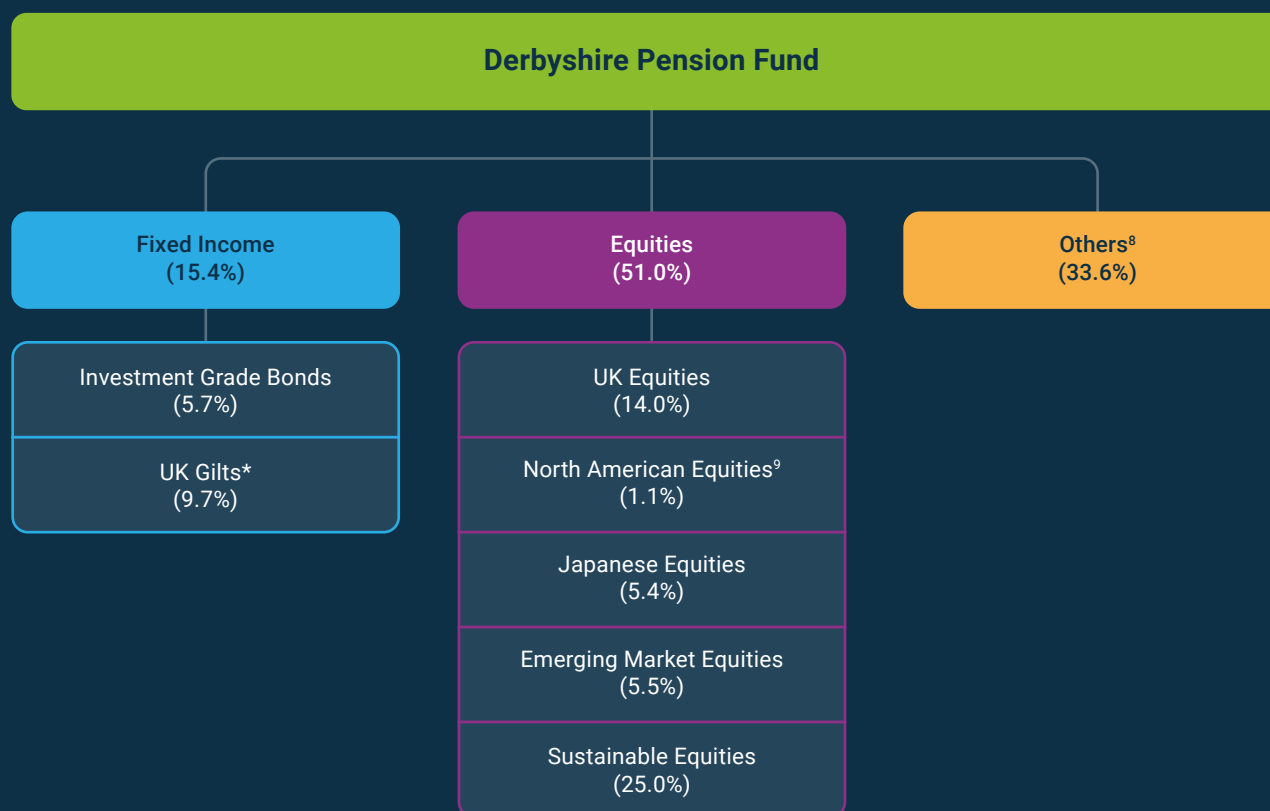 Derbyshire Pension Fund
Fixed Income
(15.4%)
Equities
(51.0%)
Others⁸
(33.6%)
Investment Grade Bonds
(5.7%)
UK Gilts*
(9.7%)
UK Equities
(14.0%)
North American Equities⁹
(1.1%)
Japanese Equities
(5.4%)
Emerging Market Equities
(5.5%)
Sustainable Equities
(25.0%)